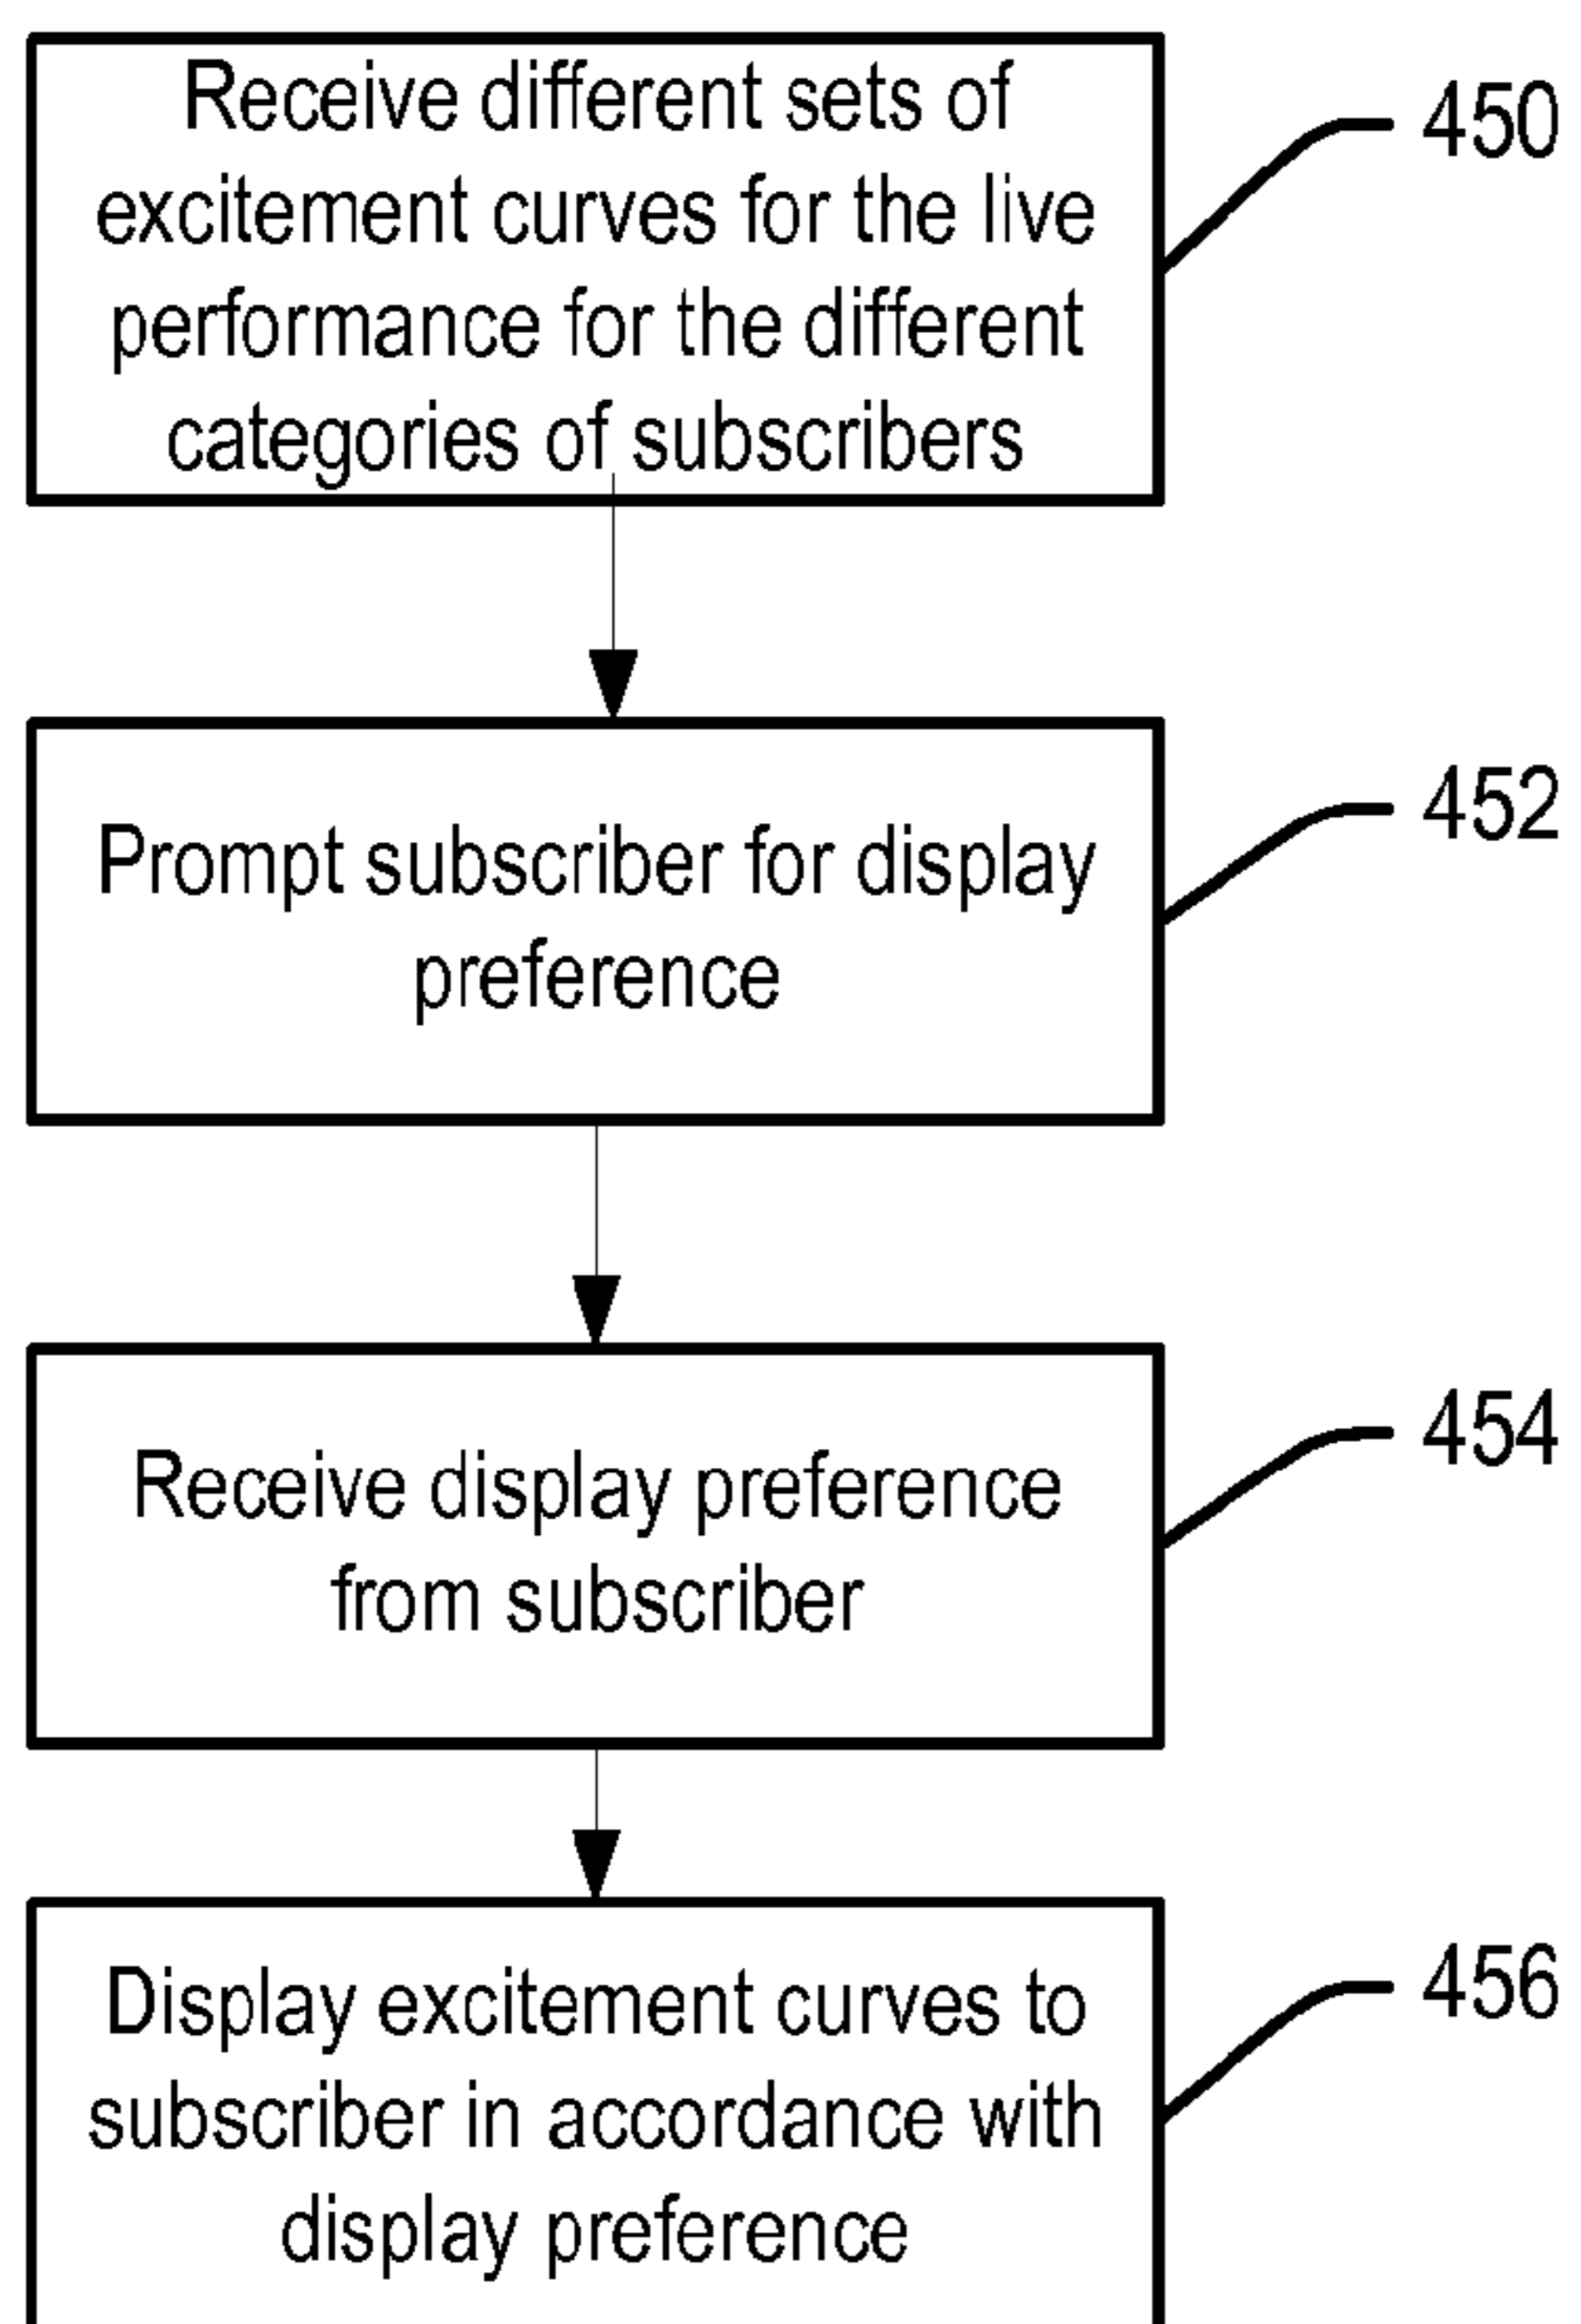 Receive different sets of
excitement curves for the live
performance for the different
categories of subscribers
450
Prompt subscriber for display
preference
452
Receive display preference
from subscriber
454
Display excitement curves to
subscriber in accordance with
display preference
456